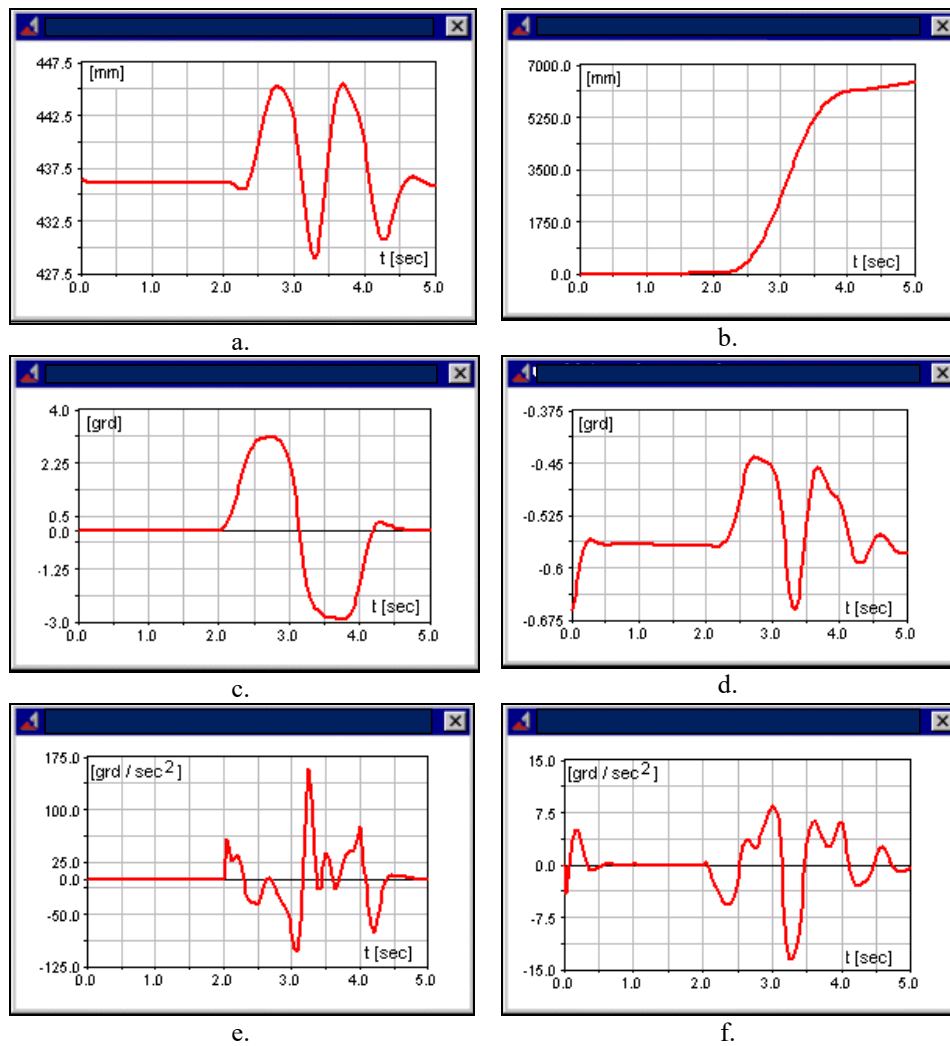 [mm]
447.5
442.5
437.5
432.5
427.5
0.0 1.0 2.0 3.0 4.0 5.0
t [sec]
a.
[mm]
7000.0
5250.0
3500.0
1750.0
0.0
0.0 1.0 2.0 3.0 4.0 5.0
t [sec]
b.
[grd]
4.0
2.25
0.5
0.0
-1.25
-3.0
0.0 1.0 2.0 3.0 4.0 5.0
t [sec]
c.
[grd]
-0.375
-0.45
-0.525
-0.6
-0.675
0.0 1.0 2.0 3.0 4.0 5.0
t [sec]
d.
[grd / sec²]
175.0
100.0
25.0
0.0
-50.0
-125.0
0.0 1.0 2.0 3.0 4.0 5.0
t [sec]
e.
[grd / sec²]
15.0
7.5
0.0
-7.5
-15.0
0.0 1.0 2.0 3.0 4.0 5.0
t [sec]
f.